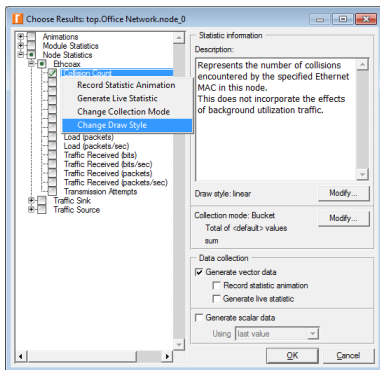 Choose Results: top.Office Network.node_0
Animations
Module Statistics
Node Statistics
Ethcoax
Collision Count
Record Statistic Animation
Generate Live Statistic
Change Collection Mode
Change Draw Style
Load (packets)
Load (packets/sec)
Traffic Received (bits)
Traffic Received (bits/sec)
Traffic Received (packets)
Traffic Received (packets/sec)
Transmission Attempts
Traffic Sink
Traffic Source
Statistic information
Description:
Represents the number of collisions
encountered by the specified Ethernet
MAC in this node.
This does not incorporate the effects
of background utilization traffic.
Draw style: linear
Modify...
Collection mode: Bucket
Modify...
Total of <default> values
sum
Data collection
Generate vector data
Record statistic animation
Generate live statistic
Generate scalar data
Using last value
OK
Cancel